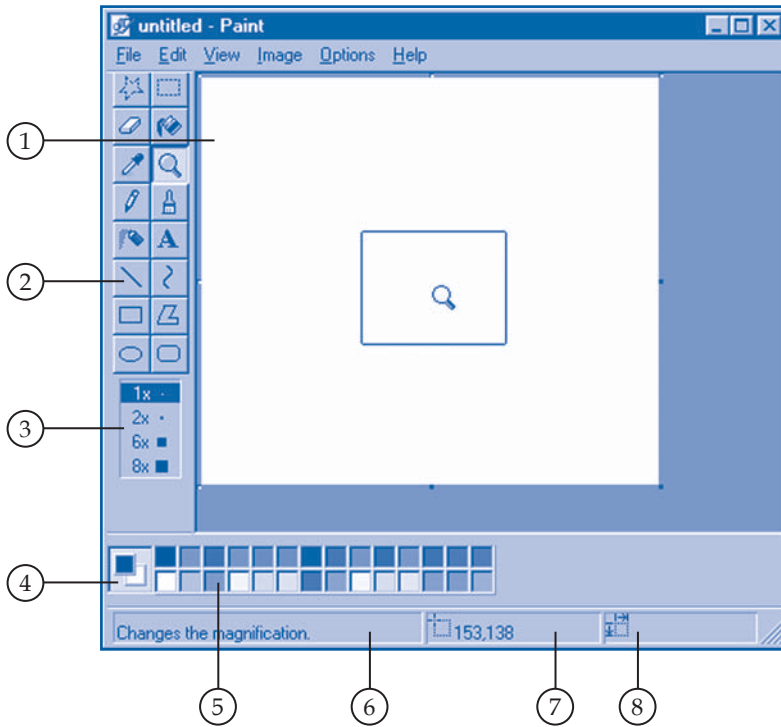 untitled - Paint
File Edit View Image Options Help
1
A
2
1x
2x
3
6x
8x
4
Changes the magnification.
153,138
5
6
7
8